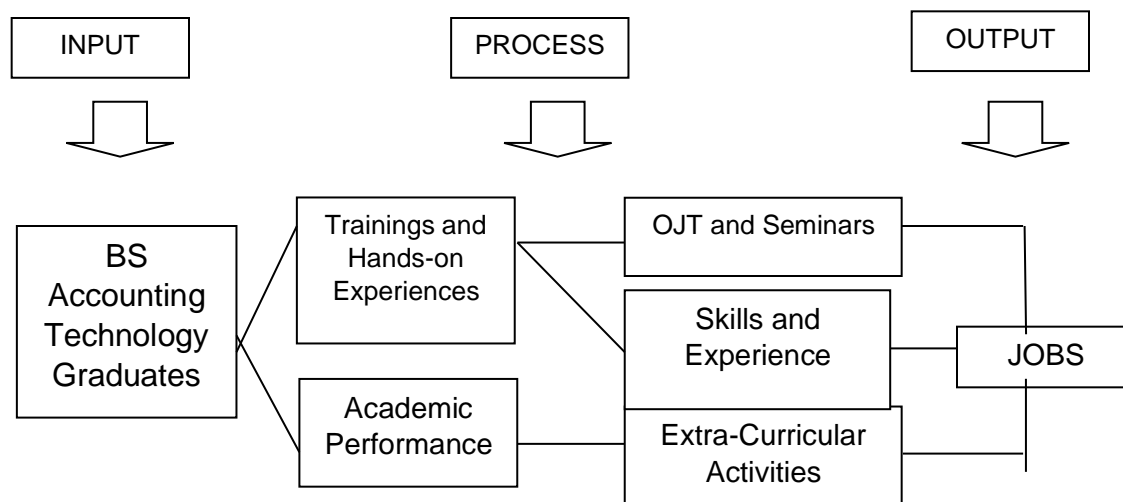 INPUT
PROCESS
OUTPUT
BS
Accounting
Technology
Graduates
Trainings and
Hands-on
Experiences
Academic
Performance
OJT and Seminars
Skills and
Experience
Extra-Curricular
Activities
JOBS